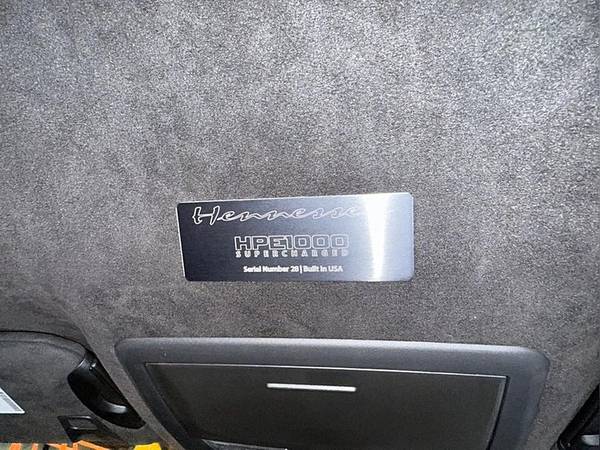 Hennessey
HPE1000
SUPERCHARGED
Serial Number 28 | Built in USA